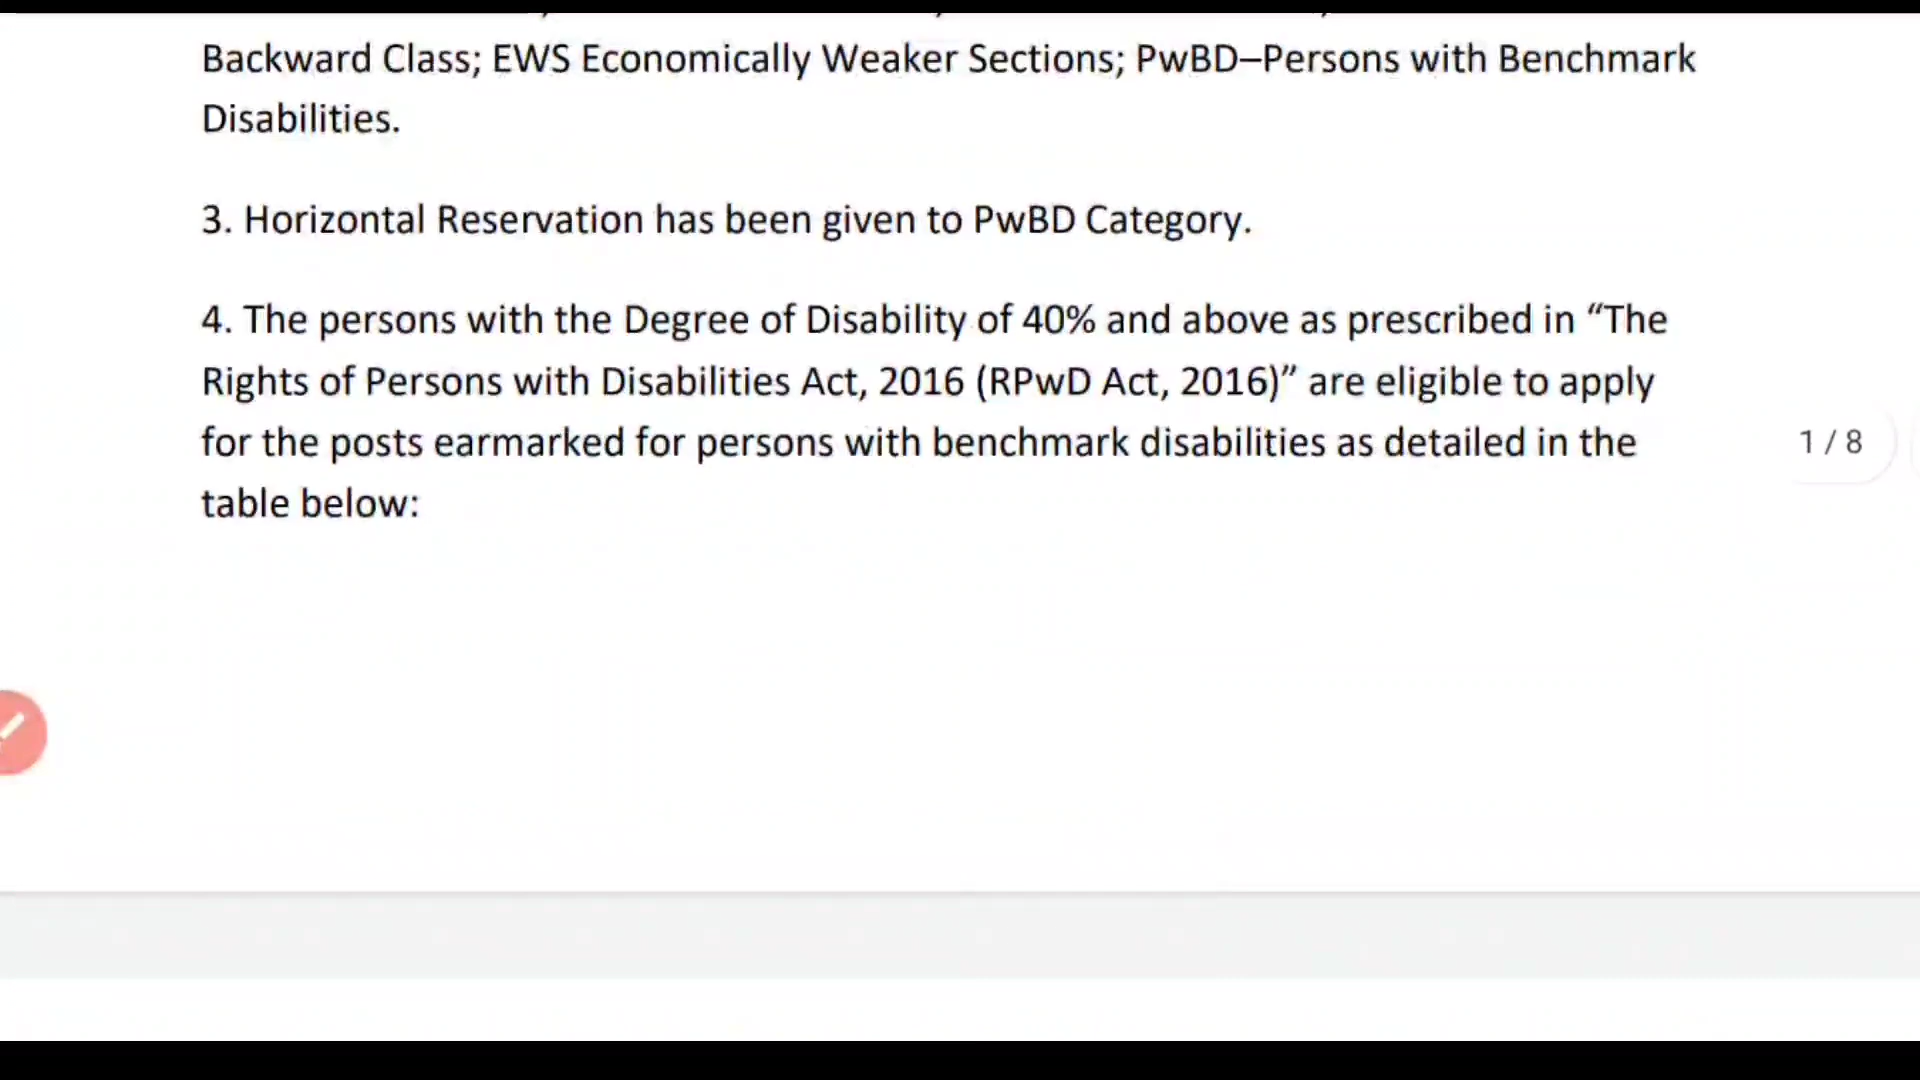 Backward Class; EWS Economically Weaker Sections; PwBD–Persons with Benchmark
Disabilities.
3. Horizontal Reservation has been given to PwBD Category.
4. The persons with the Degree of Disability of 40% and above as prescribed in “The
Rights of Persons with Disabilities Act, 2016 (RPwD Act, 2016)” are eligible to apply
for the posts earmarked for persons with benchmark disabilities as detailed in the
table below:
1 / 8